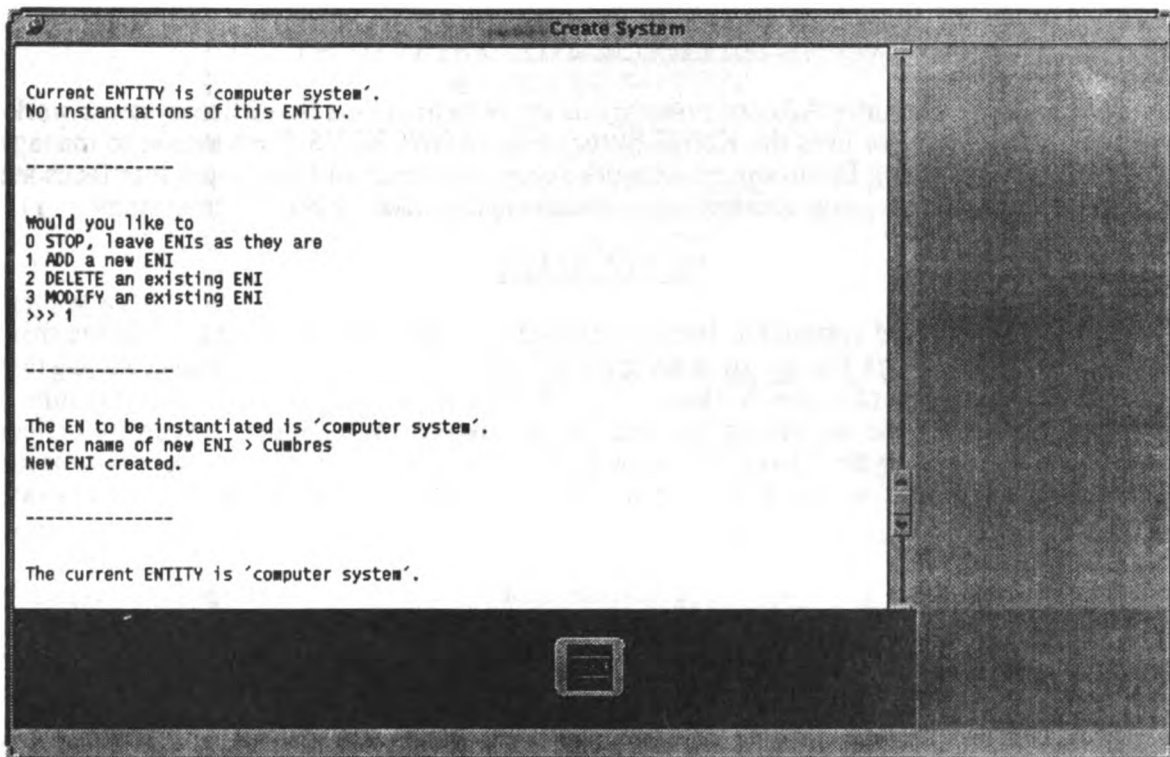 Create System
Current ENTITY is 'computer system'.
No instantiations of this ENTITY.
---------------
Would you like to
0 STOP, leave ENIs as they are
1 ADD a new ENI
2 DELETE an existing ENI
3 MODIFY an existing ENI
>>> 1
---------------
The EN to be instantiated is 'computer system'.
Enter name of new ENI > Cumbres
New ENI created.
---------------
The current ENTITY is 'computer system'.